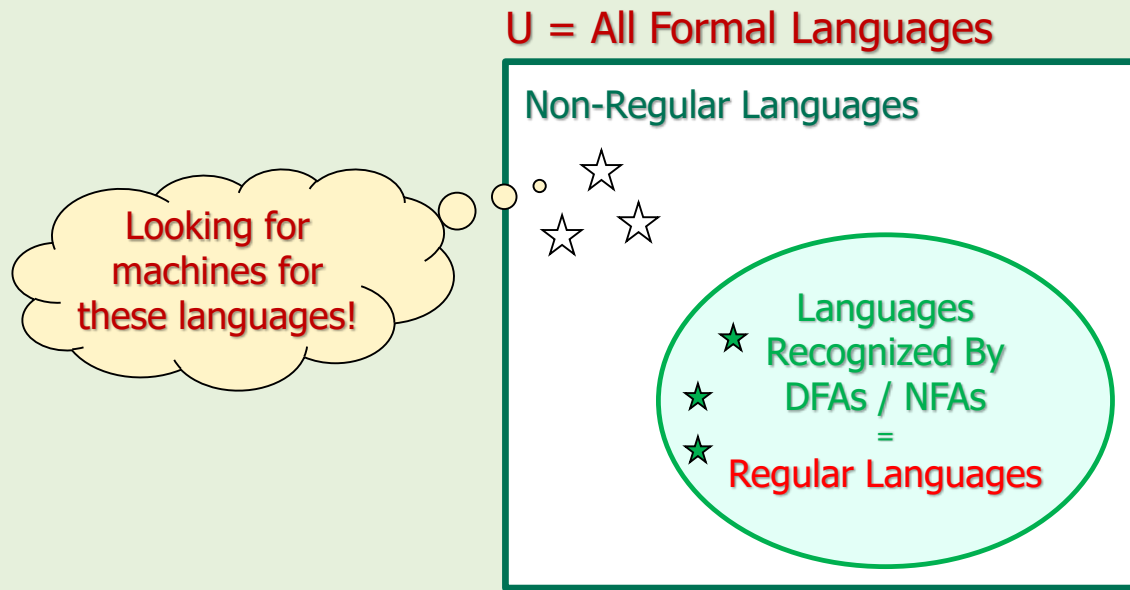 U = All Formal Languages
Non-Regular Languages
Looking for
machines for
these languages!
Languages
Recognized By
DFAs / NFAs
=
Regular Languages